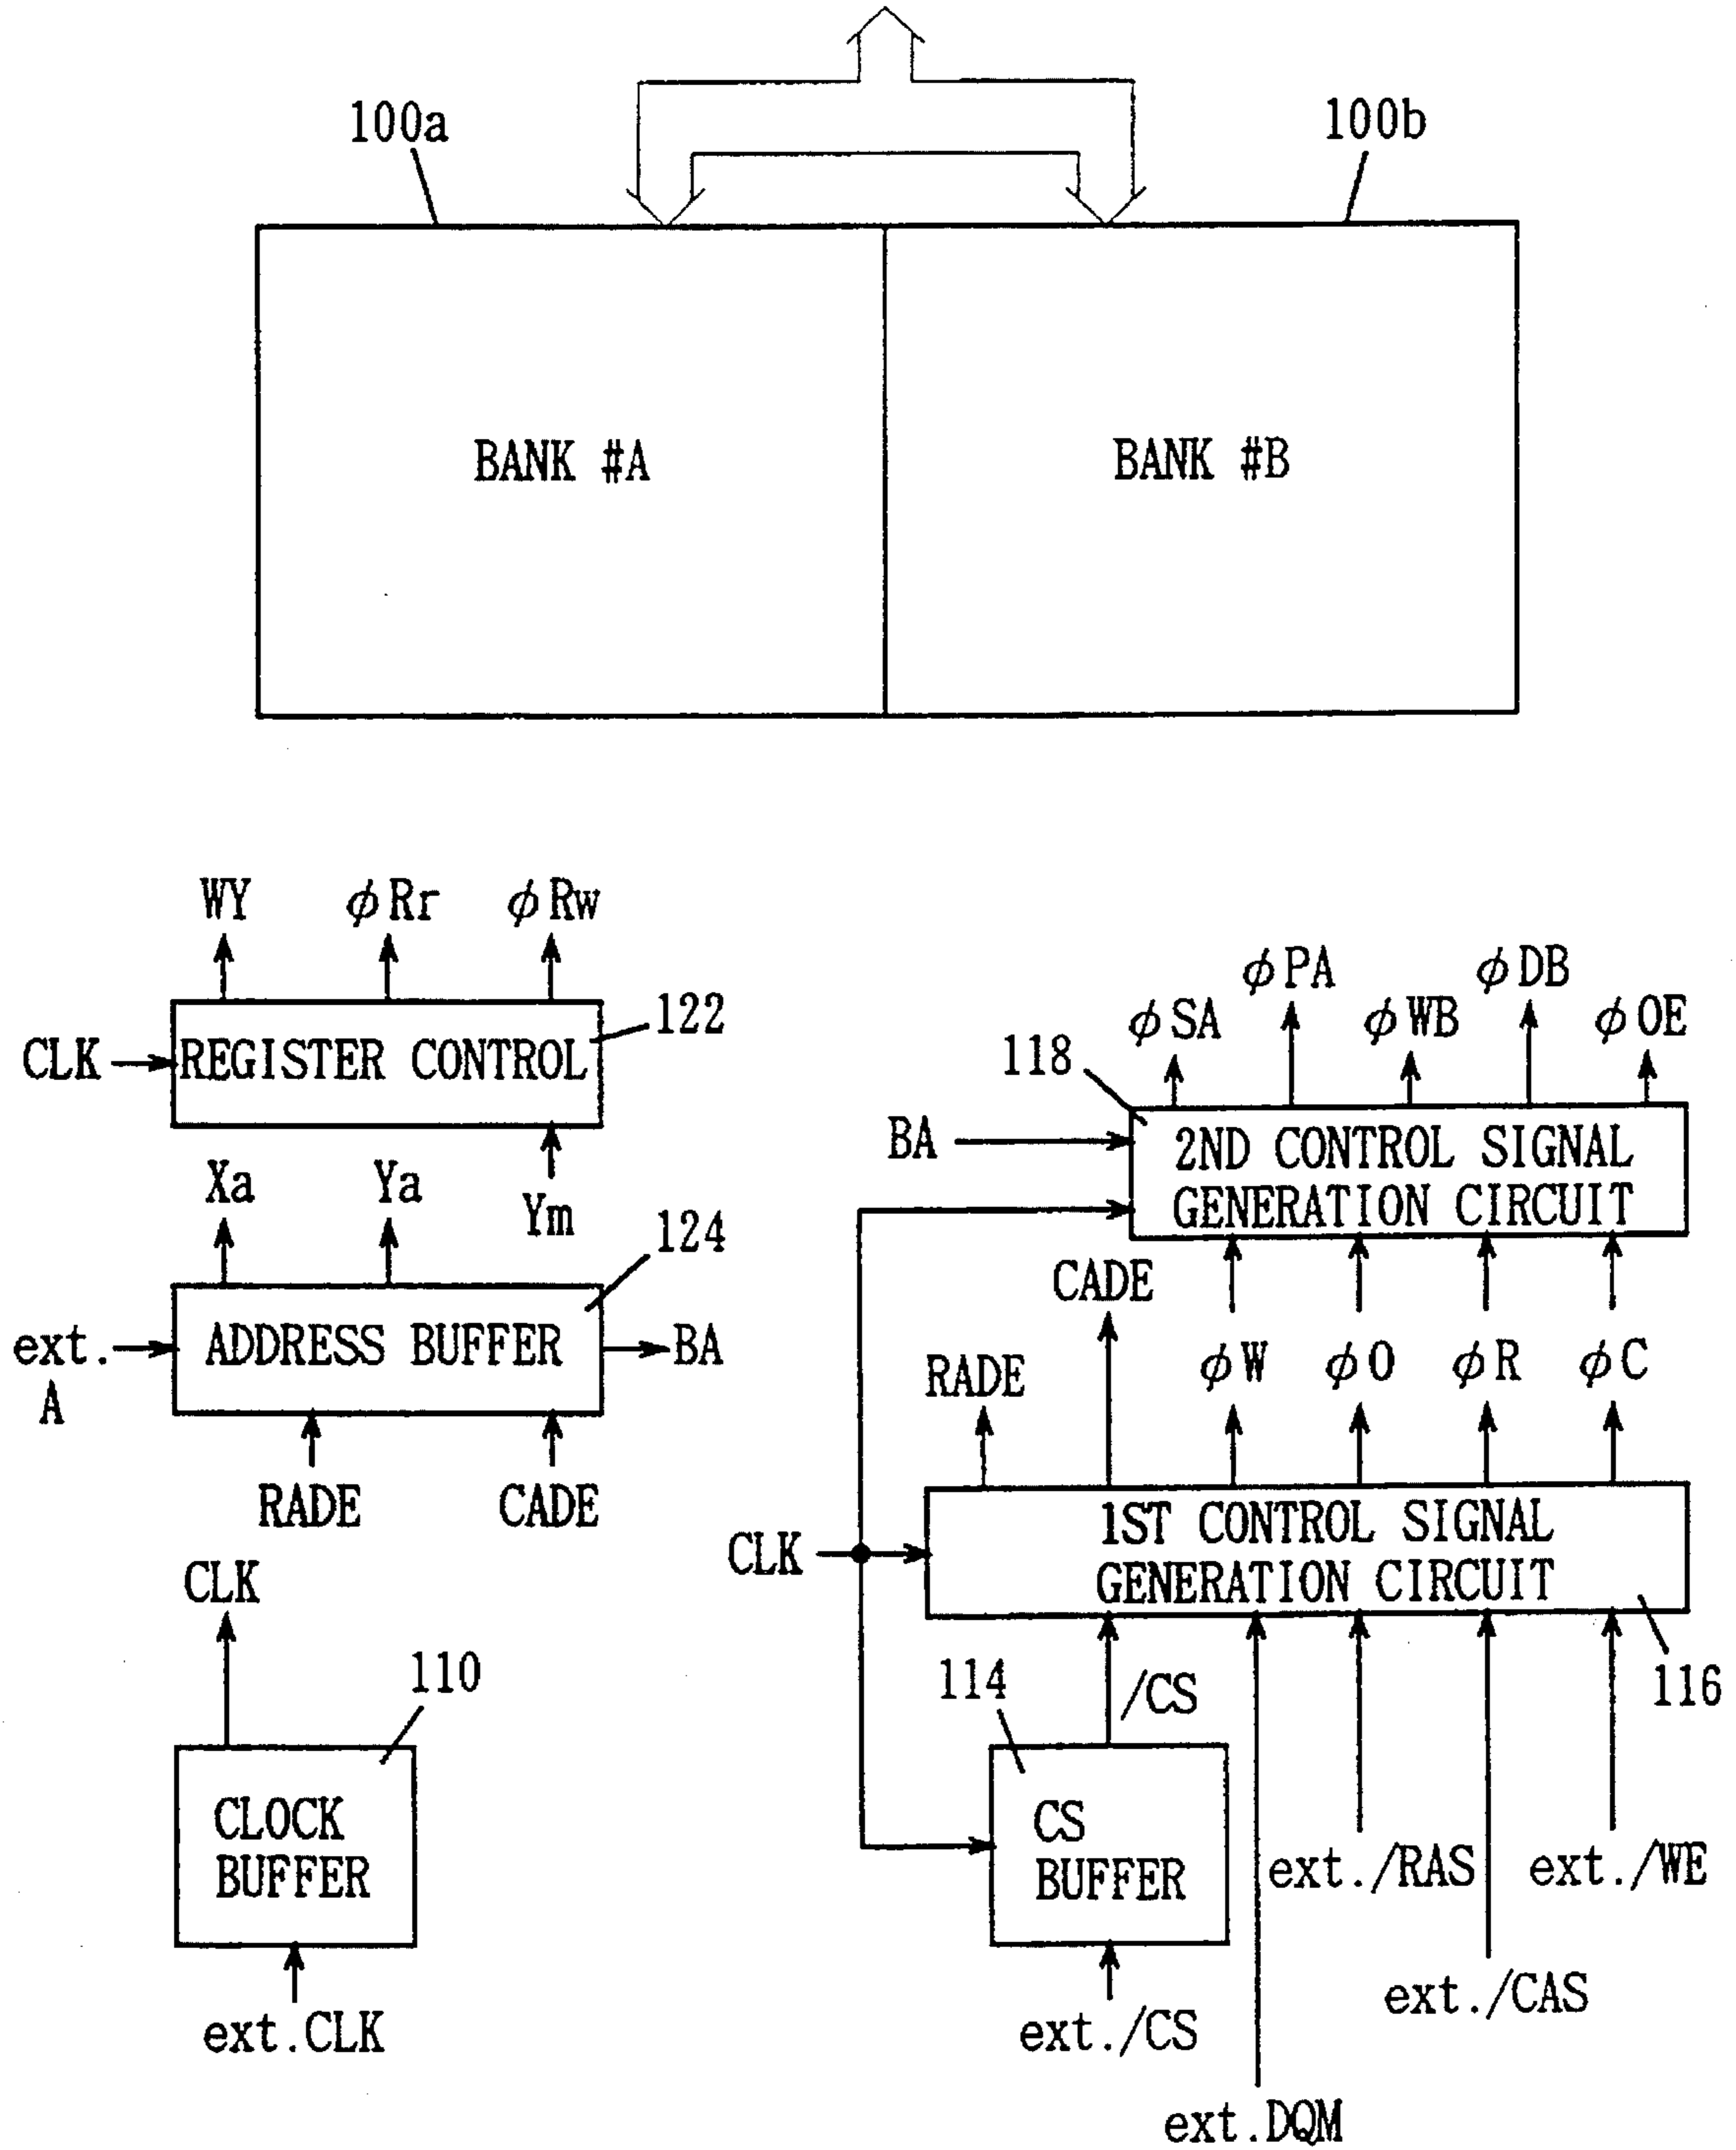 100a
100b
BANK #A
BANK #B
WY
φRr
φRw
122
CLK
REGISTER CONTROL
Ym
Xa
Ya
124
ext.
A
ADDRESS BUFFER
BA
RADE
CADE
CLK
110
CLOCK
BUFFER
ext.CLK
φSA
φPA
φWB
φDB
φOE
118
BA
2ND CONTROL SIGNAL
GENERATION CIRCUIT
CADE
RADE
φW
φO
φR
φC
CLK
1ST CONTROL SIGNAL
GENERATION CIRCUIT
116
114
/CS
CS
BUFFER
ext./CS
ext./RAS
ext./WE
ext./CAS
ext.DQM